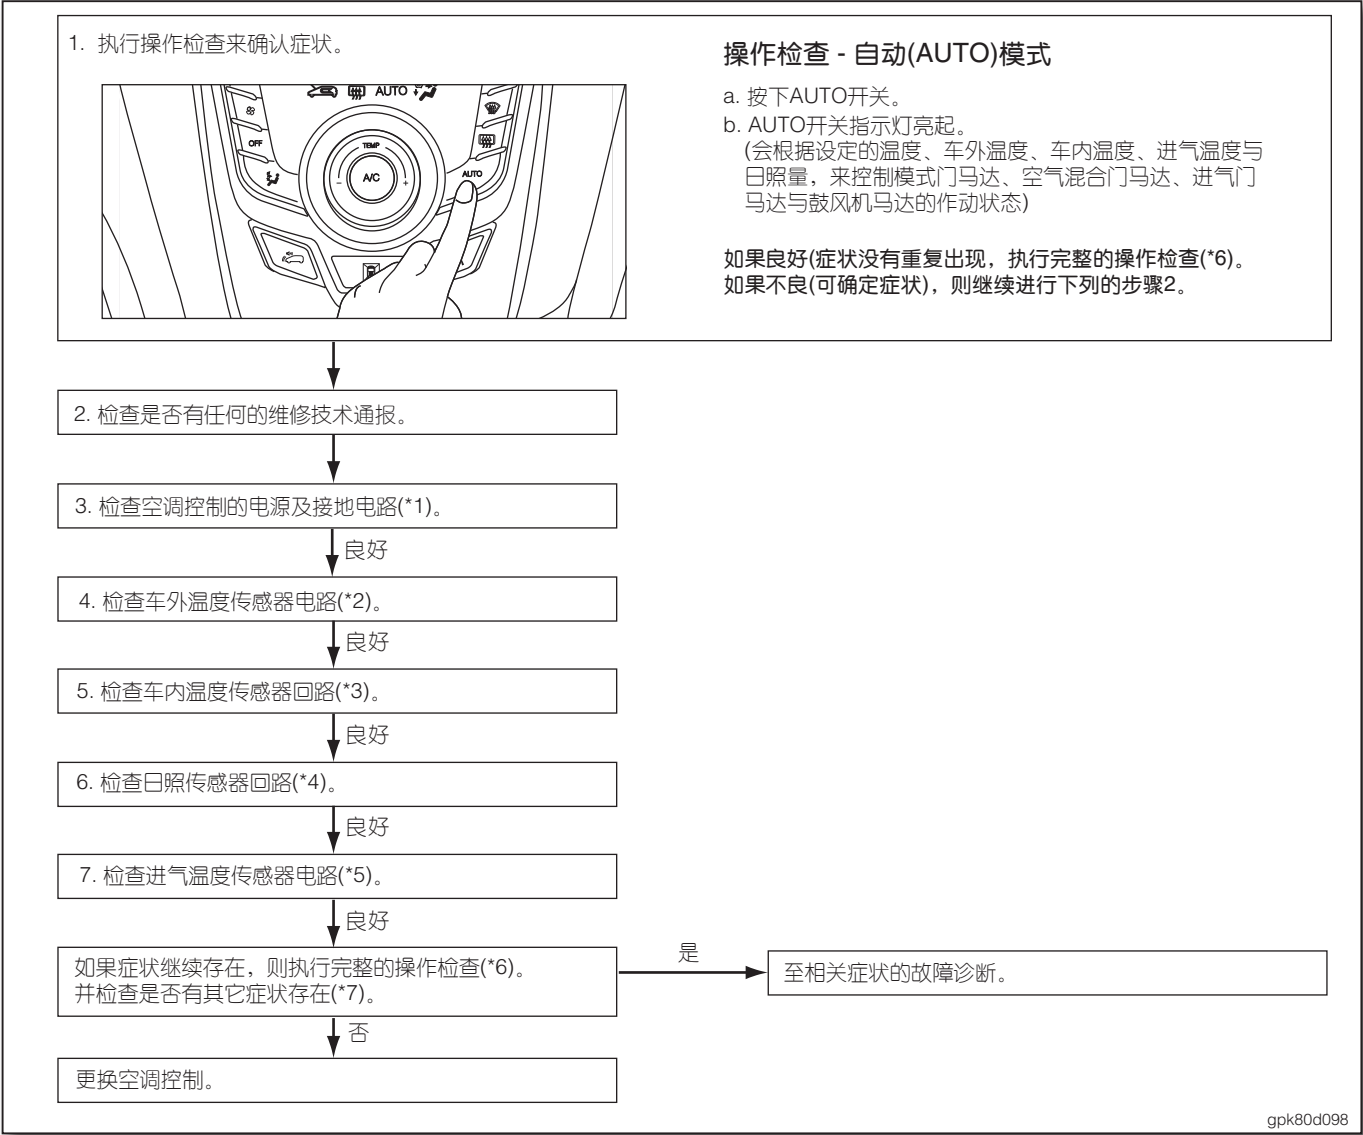 1. 执行操作检查来确认症状。
AUTO
OFF
TEMP
A/C
-
+
AUTO
操作检查 - 自动(AUTO)模式
a. 按下AUTO开关。
b. AUTO开关指示灯亮起。
(会根据设定的温度、车外温度、车内温度、进气温度与
日照量，来控制模式门马达、空气混合门马达、进气门
马达与鼓风机马达的作动状态)
如果良好(症状没有重复出现，执行完整的操作检查(*6)。
如果不良(可确定症状)，则继续进行下列的步骤2。
2. 检查是否有任何的维修技术通报。
3. 检查空调控制的电源及接地电路(*1)。
良好
4. 检查车外温度传感器电路(*2)。
良好
5. 检查车内温度传感器回路(*3)。
良好
6. 检查日照传感器回路(*4)。
良好
7. 检查进气温度传感器电路(*5)。
良好
如果症状继续存在，则执行完整的操作检查(*6)。
并检查是否有其它症状存在(*7)。
是
至相关症状的故障诊断。
否
更换空调控制。
gpk80d098